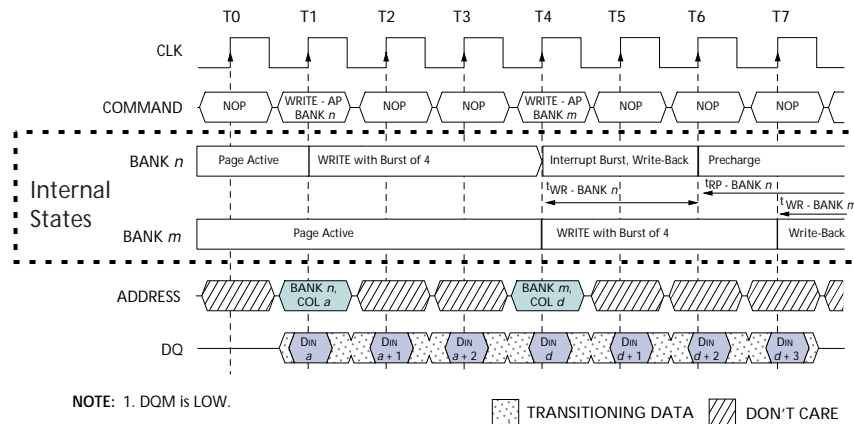 T0 T1 T2 T3 T4 T5 T6 T7
CLK
COMMAND NOP WRITE - AP BANK n NOP NOP WRITE - AP BANK m NOP NOP NOP
Internal States
BANK n Page Active WRITE with Burst of 4 Interrupt Burst, Write-Back Precharge
tWR - BANK n tRP - BANK n
tWR - BANK m
BANK m Page Active WRITE with Burst of 4 Write-Back
ADDRESS BANK n, COL a BANK m, COL d
DQ DIN a DIN a + 1 DIN a + 2 DIN d DIN d + 1 DIN d + 2 DIN d + 3
NOTE: 1. DQM is LOW.
TRANSITIONING DATA DON'T CARE